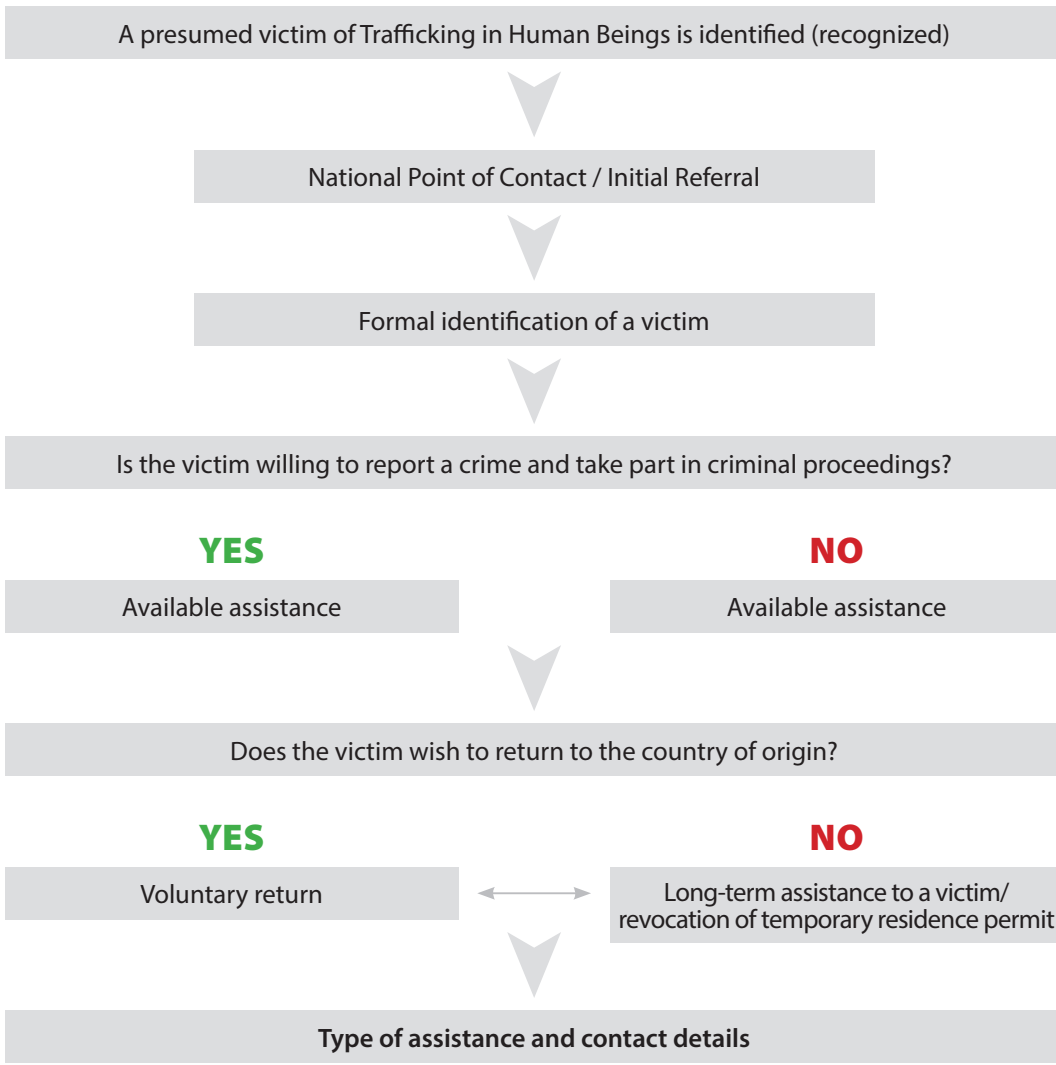 A presumed victim of Trafficking in Human Beings is identified (recognized)
National Point of Contact / Initial Referral
Formal identification of a victim
Is the victim willing to report a crime and take part in criminal proceedings?
YES
NO
Available assistance
Available assistance
Does the victim wish to return to the country of origin?
YES
NO
Voluntary return
Long-term assistance to a victim/
revocation of temporary residence permit
Type of assistance and contact details